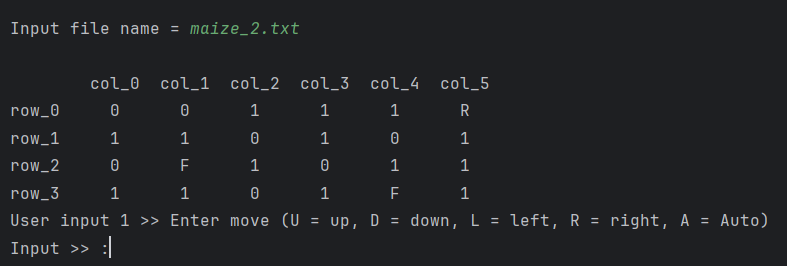 Input file name = maize_2.txt
col_0 col_1 col_2 col_3 col_4 col_5
row_0 0 0 1 1 1 R
row_1 1 1 0 1 0 1
row_2 0 F 1 0 1 1
row_3 1 1 0 1 F 1
User input 1 >> Enter move (U = up, D = down, L = left, R = right, A = Auto)
Input >> :